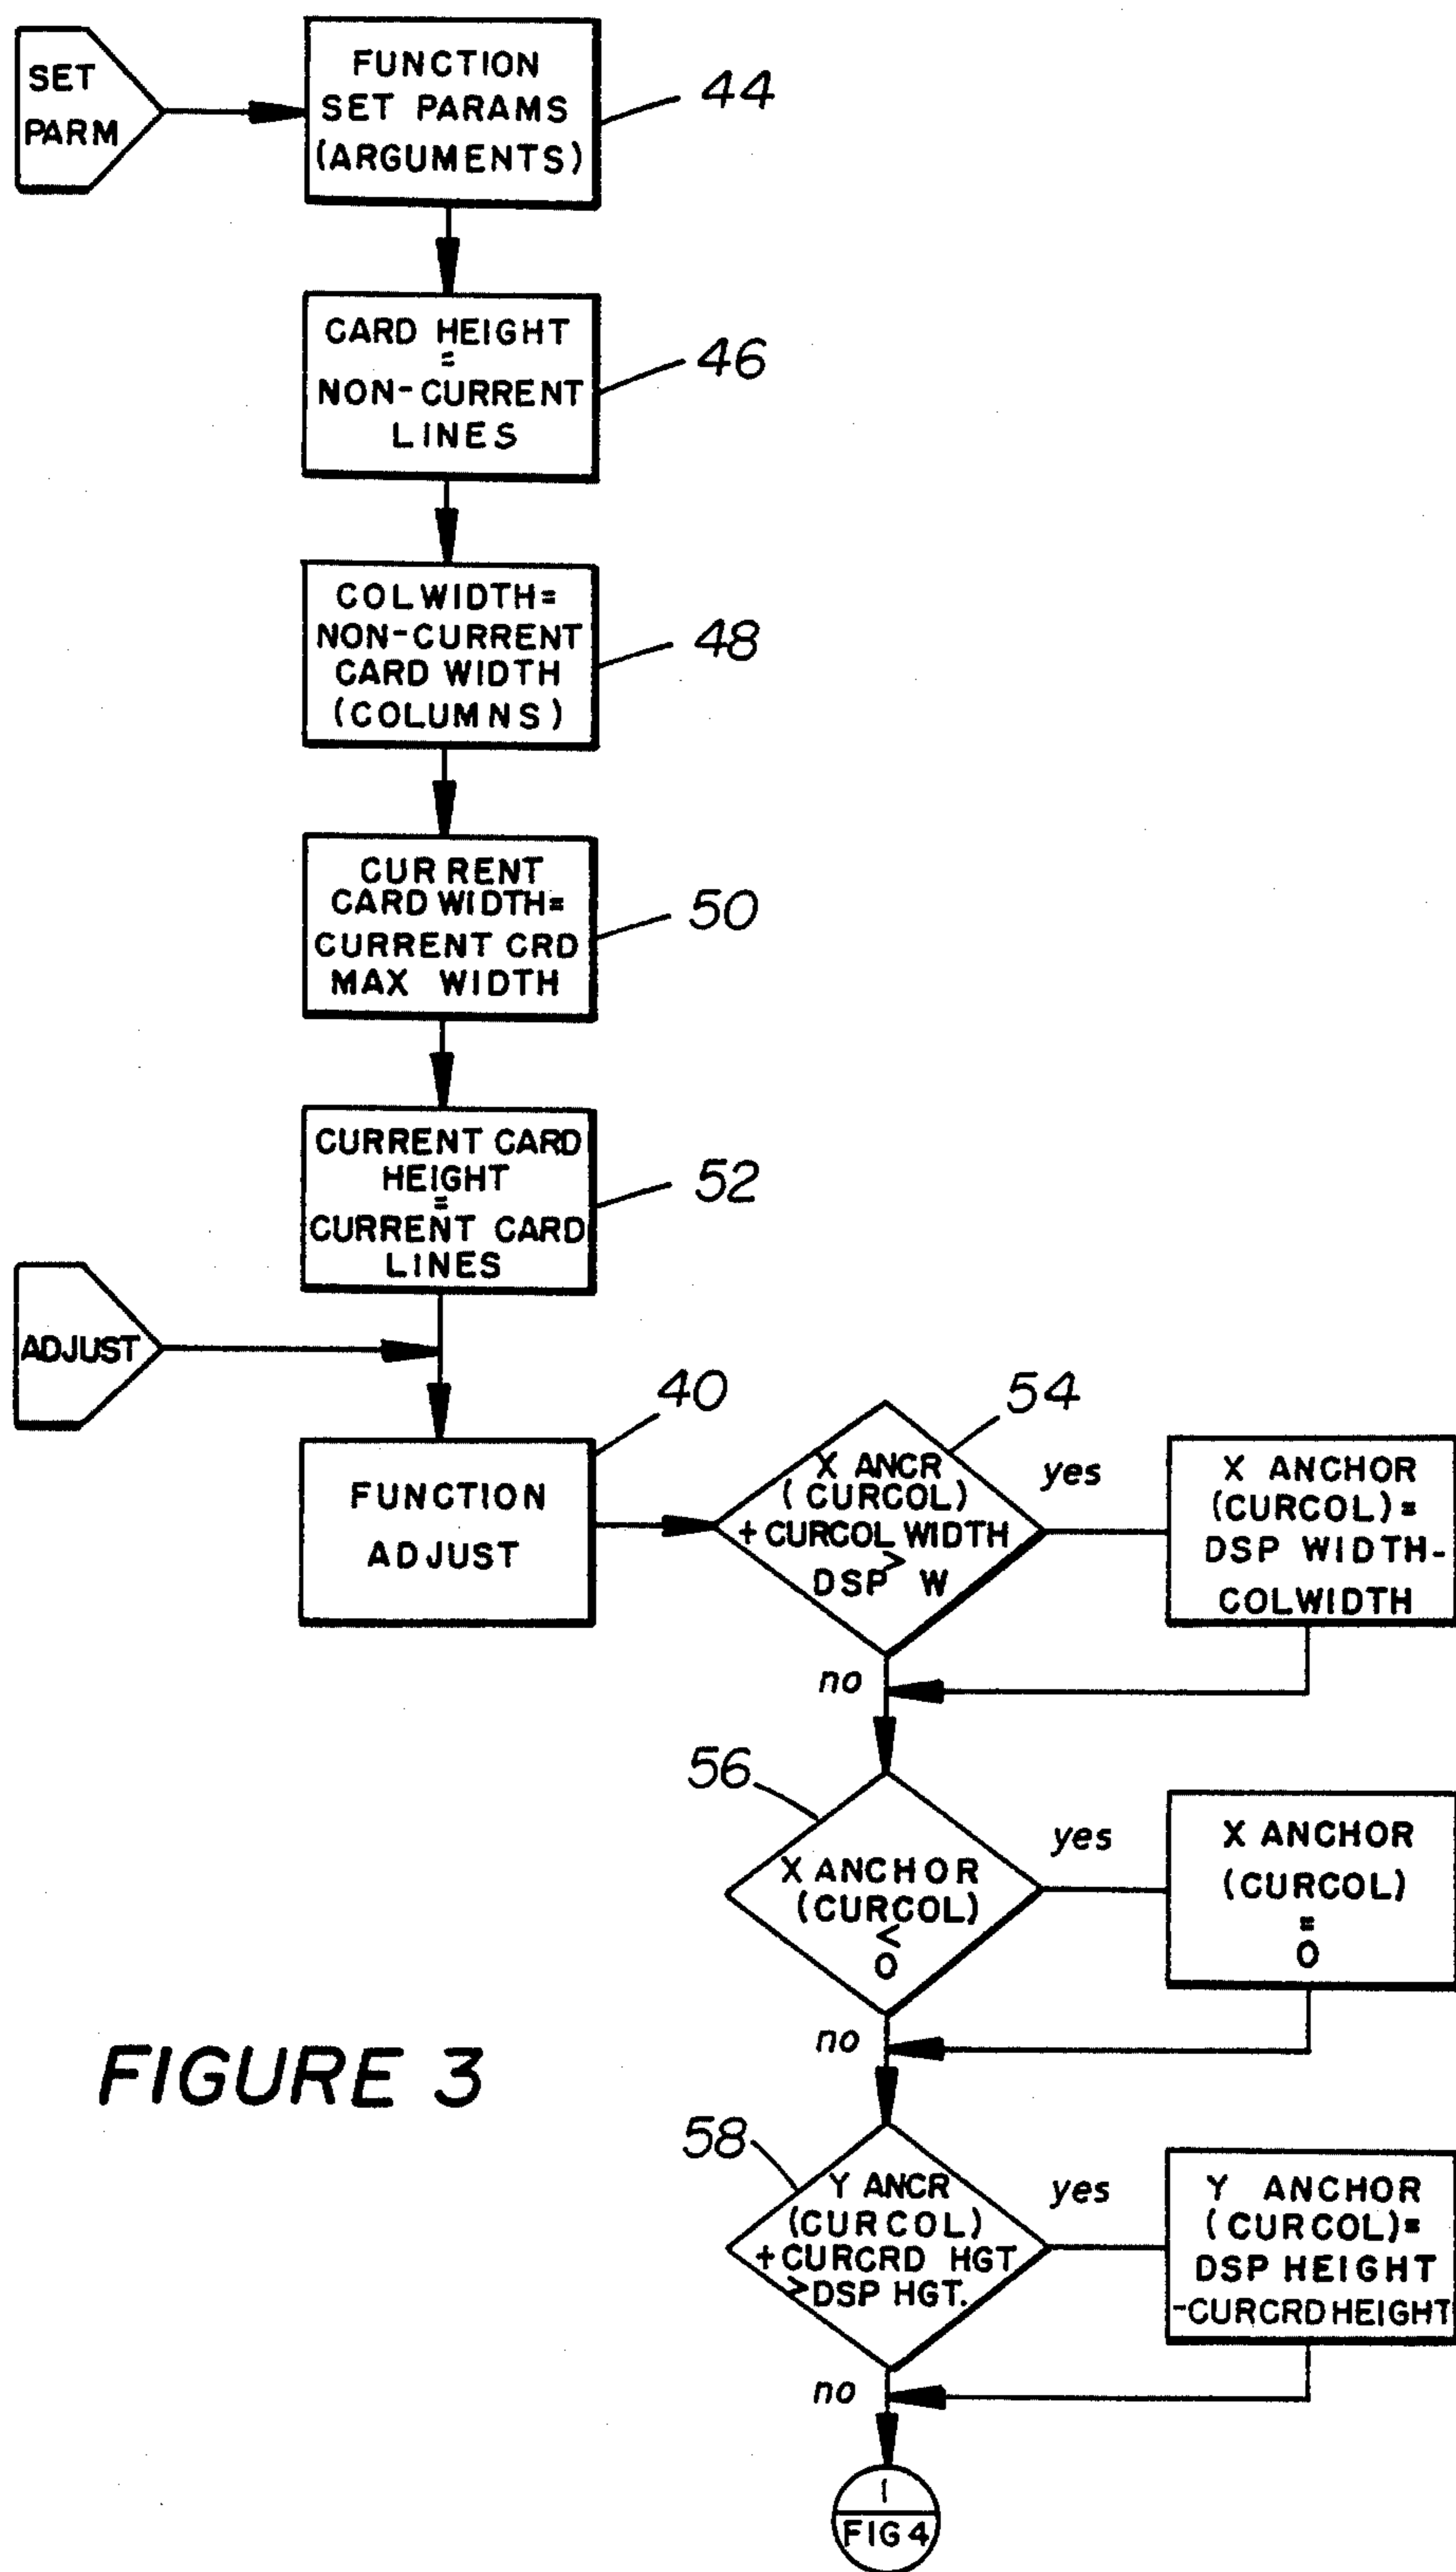 SET
PARM
FUNCTION
SET PARAMS
(ARGUMENTS)
44
CARD HEIGHT
=
NON-CURRENT
LINES
46
COLWIDTH=
NON-CURRENT
CARD WIDTH
(COLUMNS)
48
CURRENT
CARD WIDTH=
CURRENT CRD
MAX WIDTH
50
CURRENT CARD
HEIGHT
=
CURRENT CARD
LINES
52
ADJUST
FUNCTION
ADJUST
40
X ANCR
(CURCOL)
+CURCOL WIDTH
>
DSP W
54
yes
X ANCHOR
(CURCOL)=
DSP WIDTH-
COLWIDTH
no
56
X ANCHOR
(CURCOL)
<
0
yes
X ANCHOR
(CURCOL)
=
0
no
FIGURE 3
58
Y ANCR
(CURCOL)
+CURCRD HGT
>DSP HGT.
yes
Y ANCHOR
(CURCOL)=
DSP HEIGHT
-CURCRDHEIGHT
no
1
FIG 4